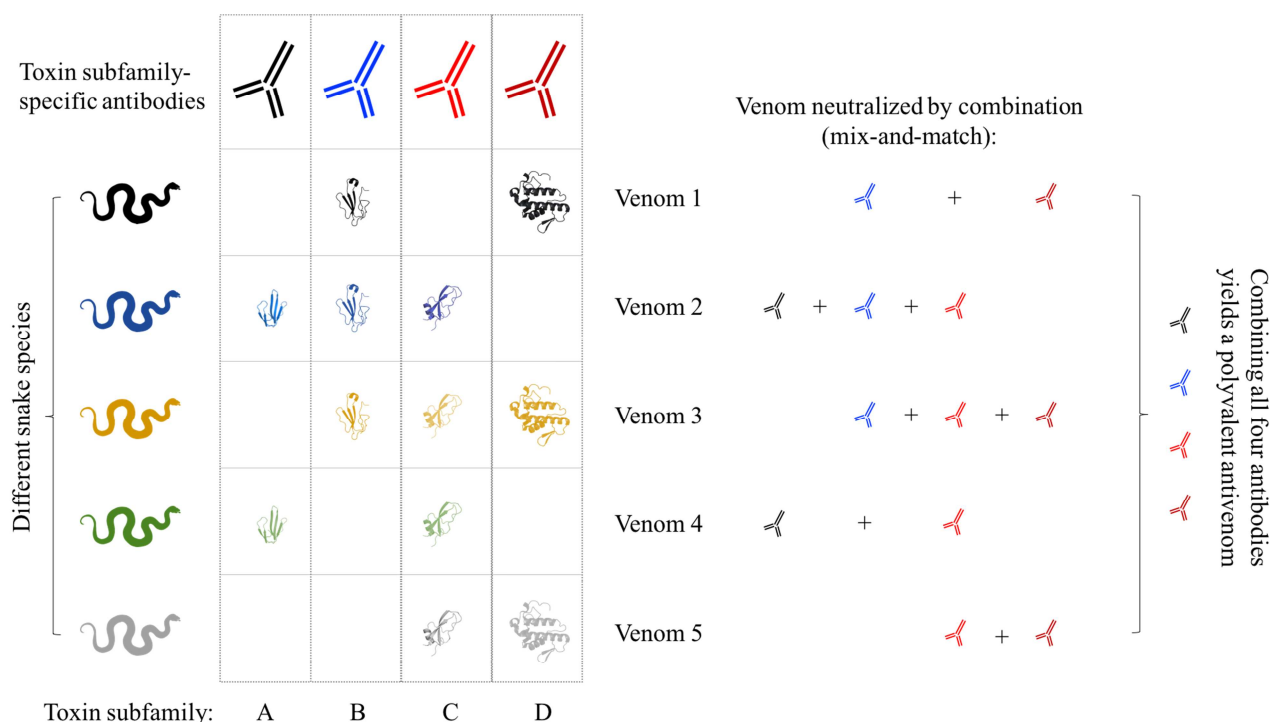 Toxin subfamily-
specific antibodies
Venom neutralized by combination
(mix-and-match):
Different snake species
Venom 1
+
Venom 2
+ +
Venom 3
+ +
Venom 4
+
Venom 5
+
Combining all four antibodies
yields a polyvalent antivenom
Toxin subfamily: A B C D